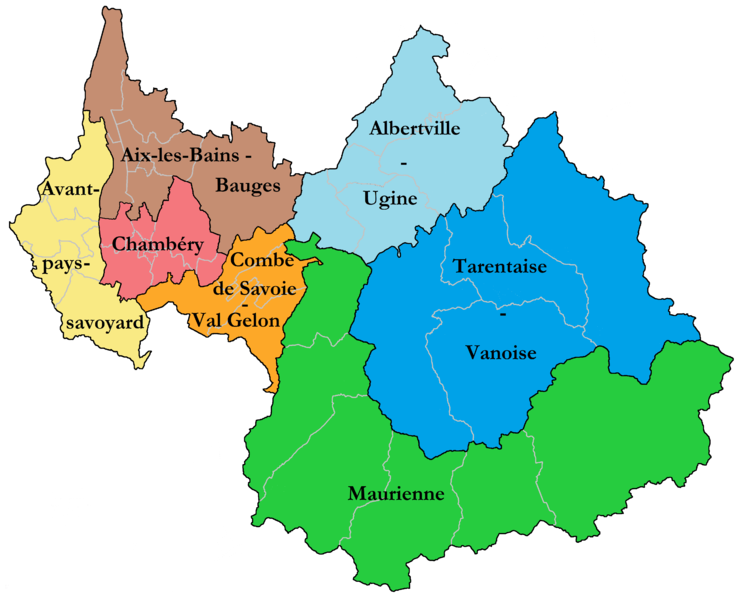 Albertville
-
Ugine
Aix-les-Bains -
Bauges
Avant-
pays-
savoyard
Chambéry
Combe
de Savoie
-
Val Gelon
Tarentaise
-
Vanoise
Maurienne